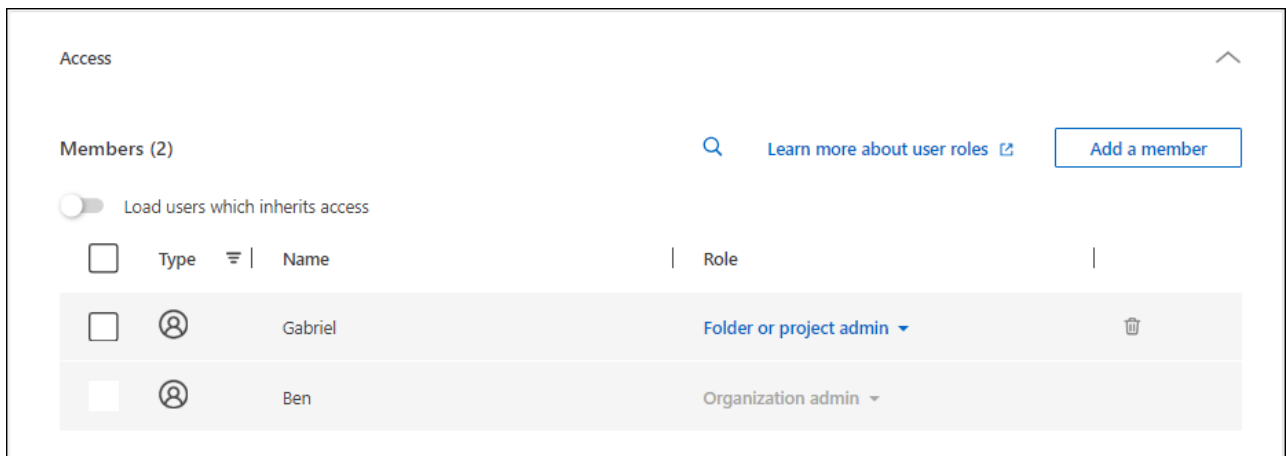 Access
Members (2)
Learn more about user roles
Add a member
Load users which inherits access
Type
Name
Role
Gabriel
Folder or project admin
Ben
Organization admin